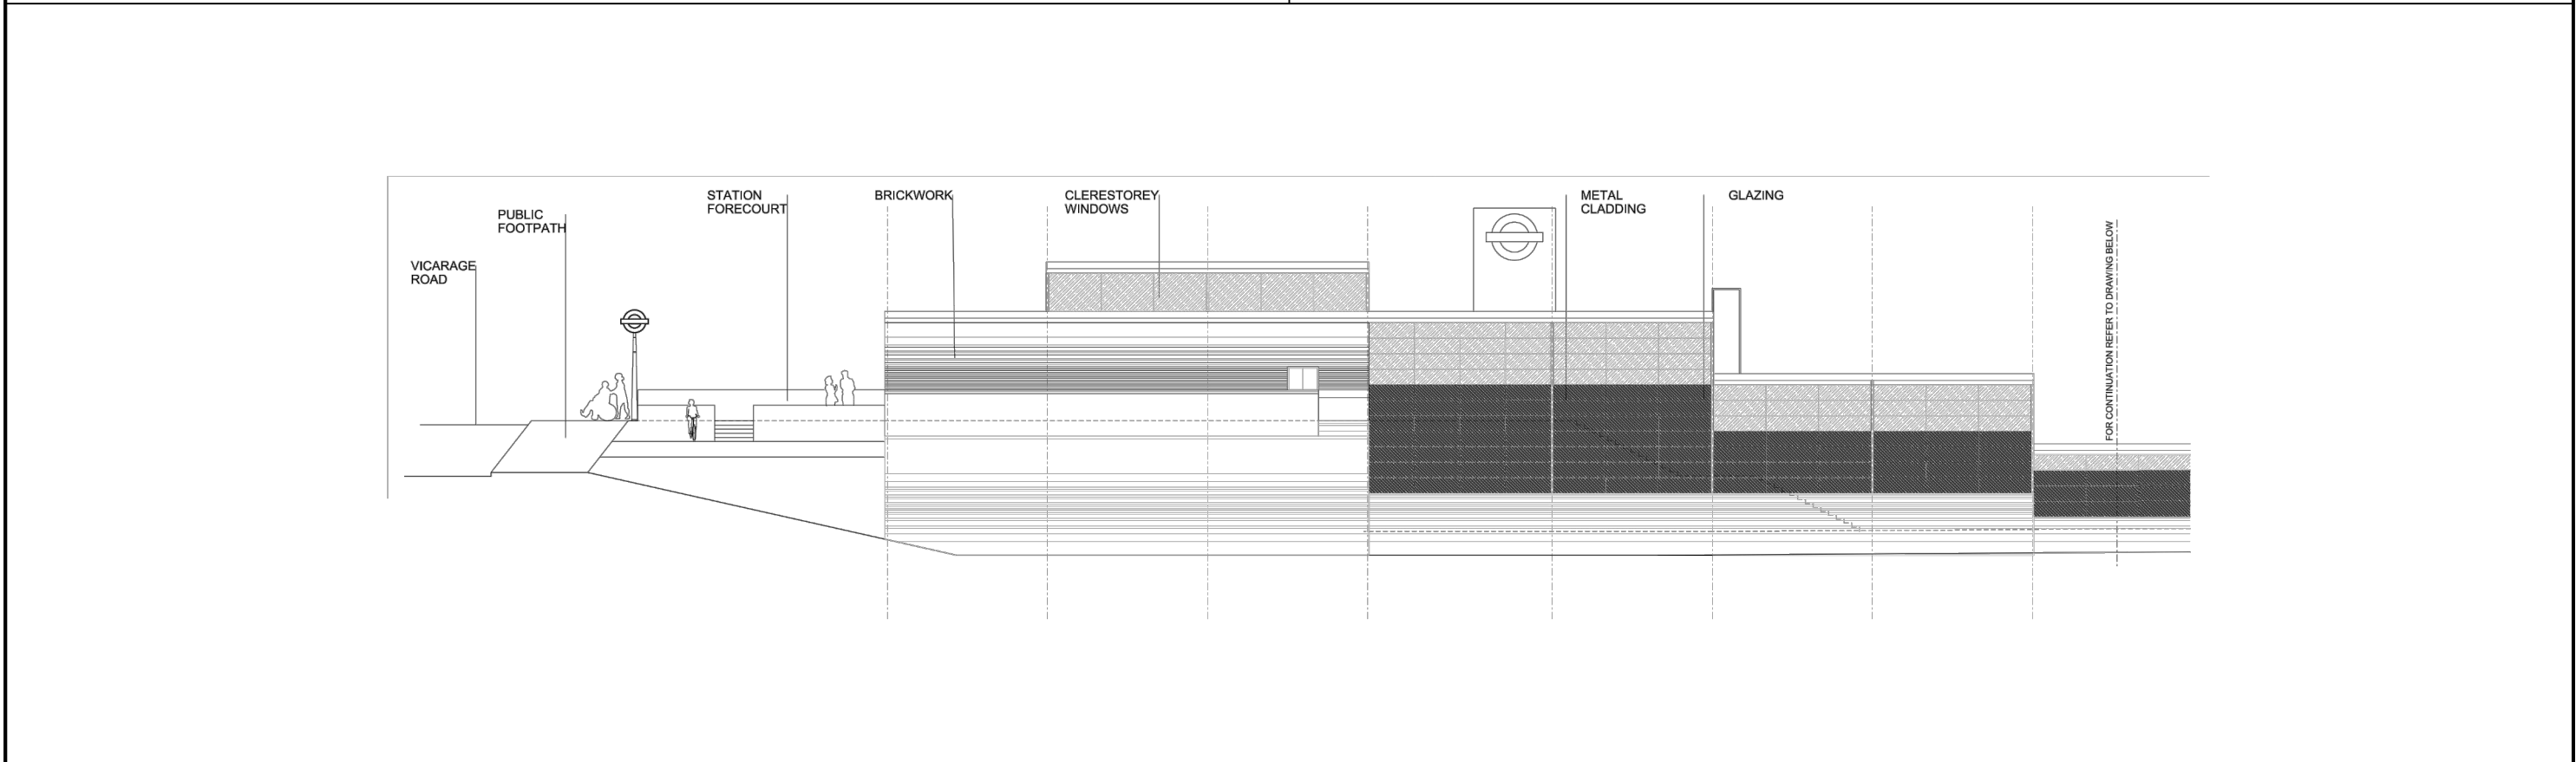 VICARAGE
ROAD
PUBLIC
FOOTPATH
STATION
FORECOURT
BRICKWORK
CLERESTOREY
WINDOWS
METAL
CLADDING
GLAZING
FOR CONTINUATION REFER TO DRAWING BELOW